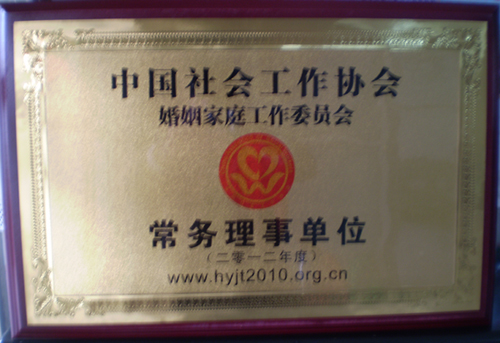 中国社会工作协会
婚姻家庭工作委员会
常务理事单位
(二零一二年度)
www.hyjt2010.org.cn